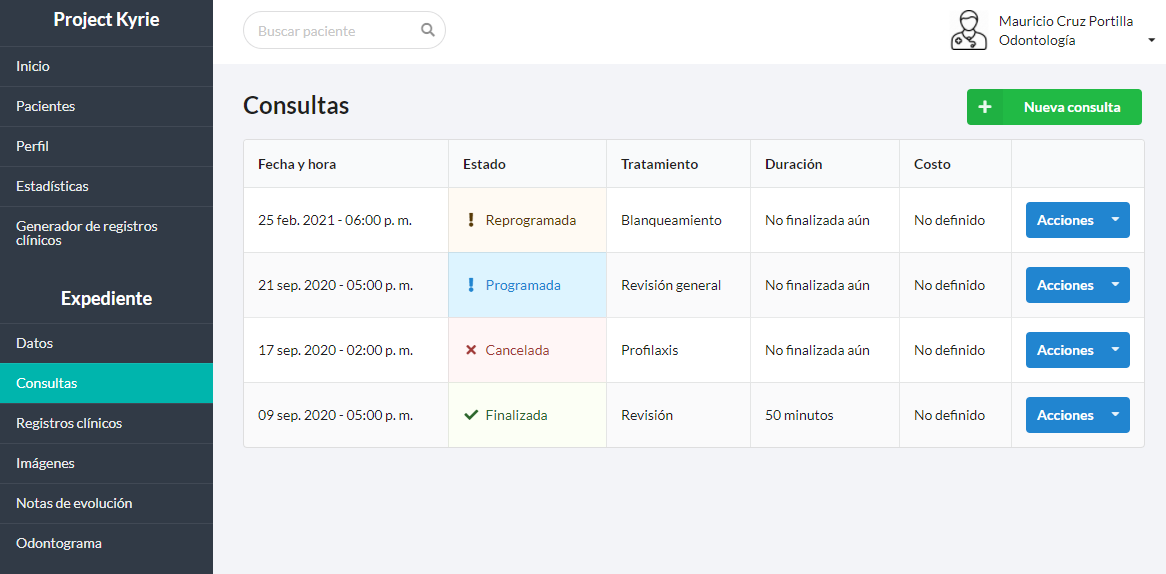 Project Kyrie
Inicio
Pacientes
Perfil
Estadísticas
Generador de registros
clínicos
Expediente
Datos
Consultas
Registros clínicos
Imágenes
Notas de evolución
Odontograma
Buscar paciente
Mauricio Cruz Portilla
Odontología
Consultas
Nueva consulta
Fecha y hora Estado Tratamiento Duración Costo
25 feb. 2021 - 06:00 p. m. Reprogramada Blanqueamiento No finalizada aún No definido Acciones
21 sep. 2020 - 05:00 p. m. Programada Revisión general No finalizada aún No definido Acciones
17 sep. 2020 - 02:00 p. m. Cancelada Profilaxis No finalizada aún No definido Acciones
09 sep. 2020 - 05:00 p. m. Finalizada Revisión 50 minutos No definido Acciones